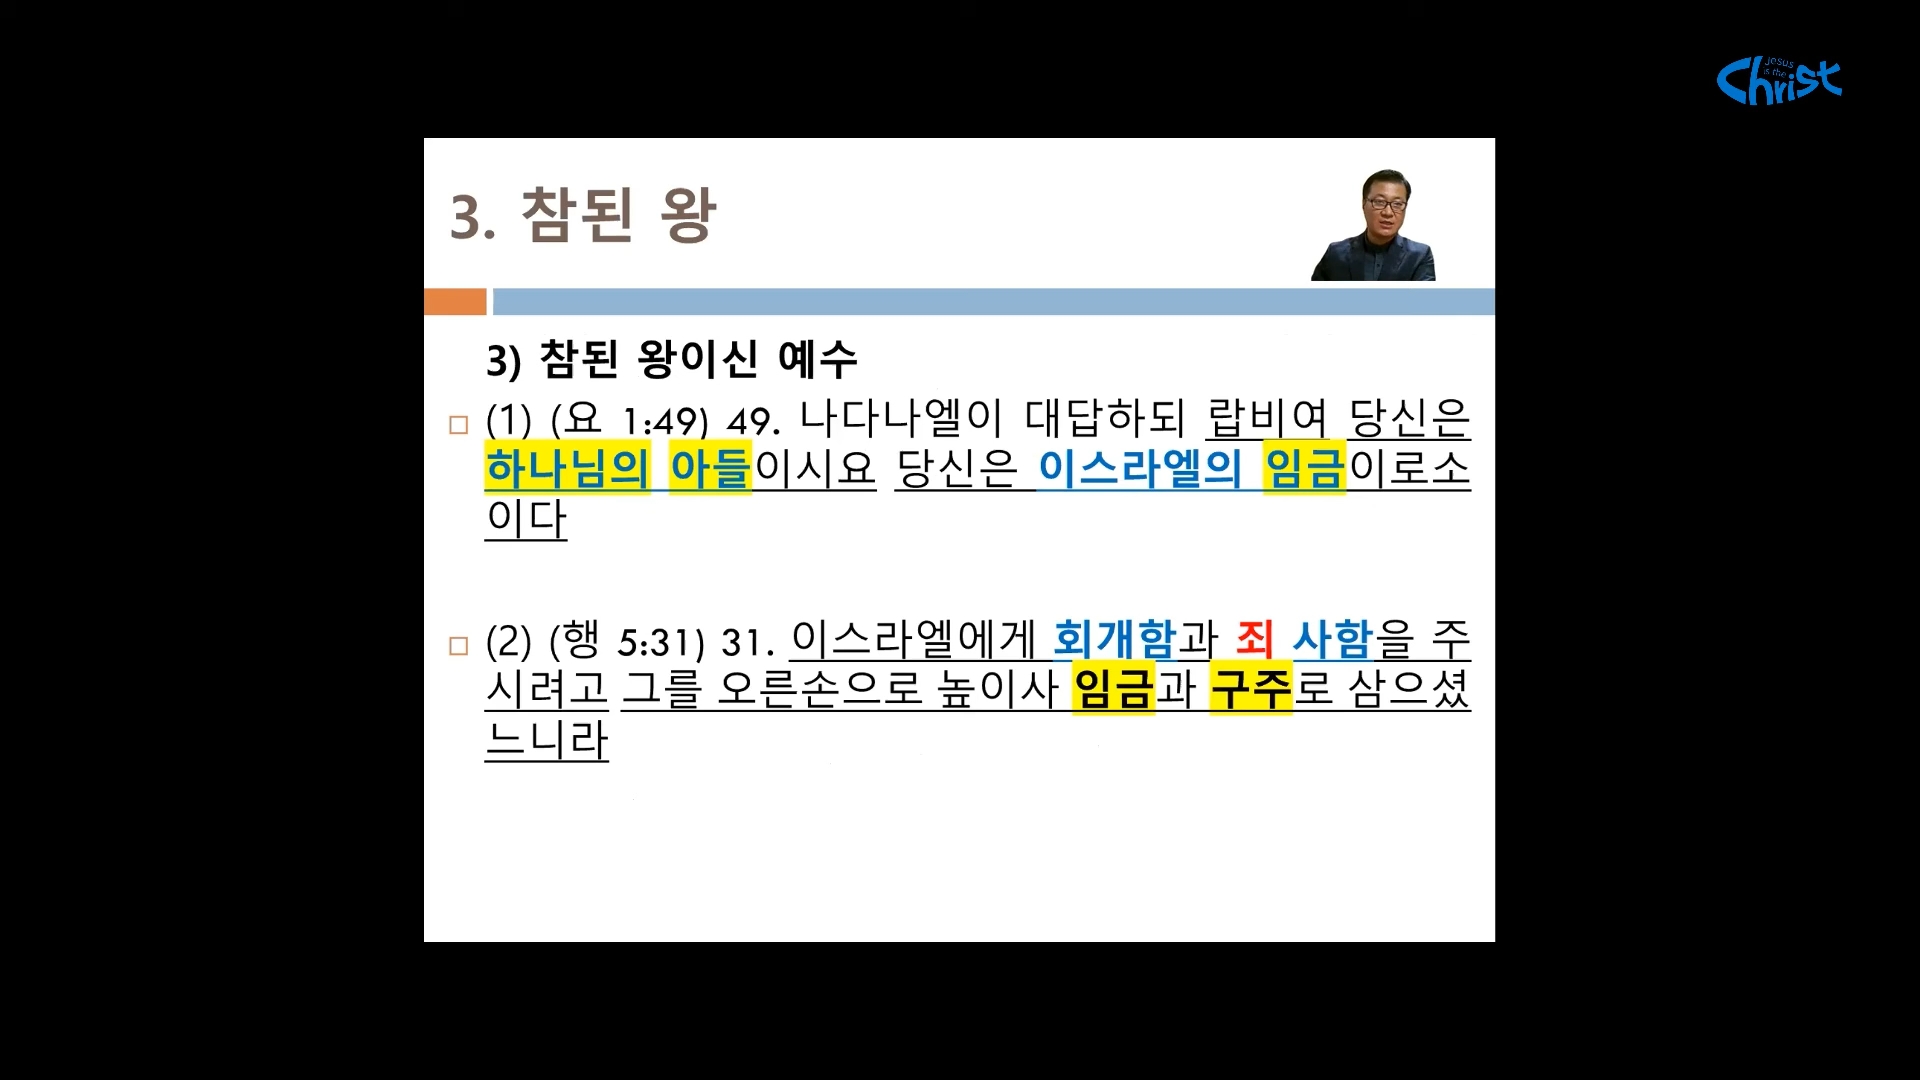 Jesus
is the
Christ
3. 참된 왕
3) 참된 왕이신 예수
(1) (요 1:49) 49. 나다나엘이 대답하되 랍비여 당신은
하나님의 아들이시요 당신은 이스라엘의 임금이로소
이다
(2) (행 5:31) 31. 이스라엘에게 회개함과 죄 사함을 주
시려고 그를 오른손으로 높이사 임금과 구주로 삼으셨
느니라